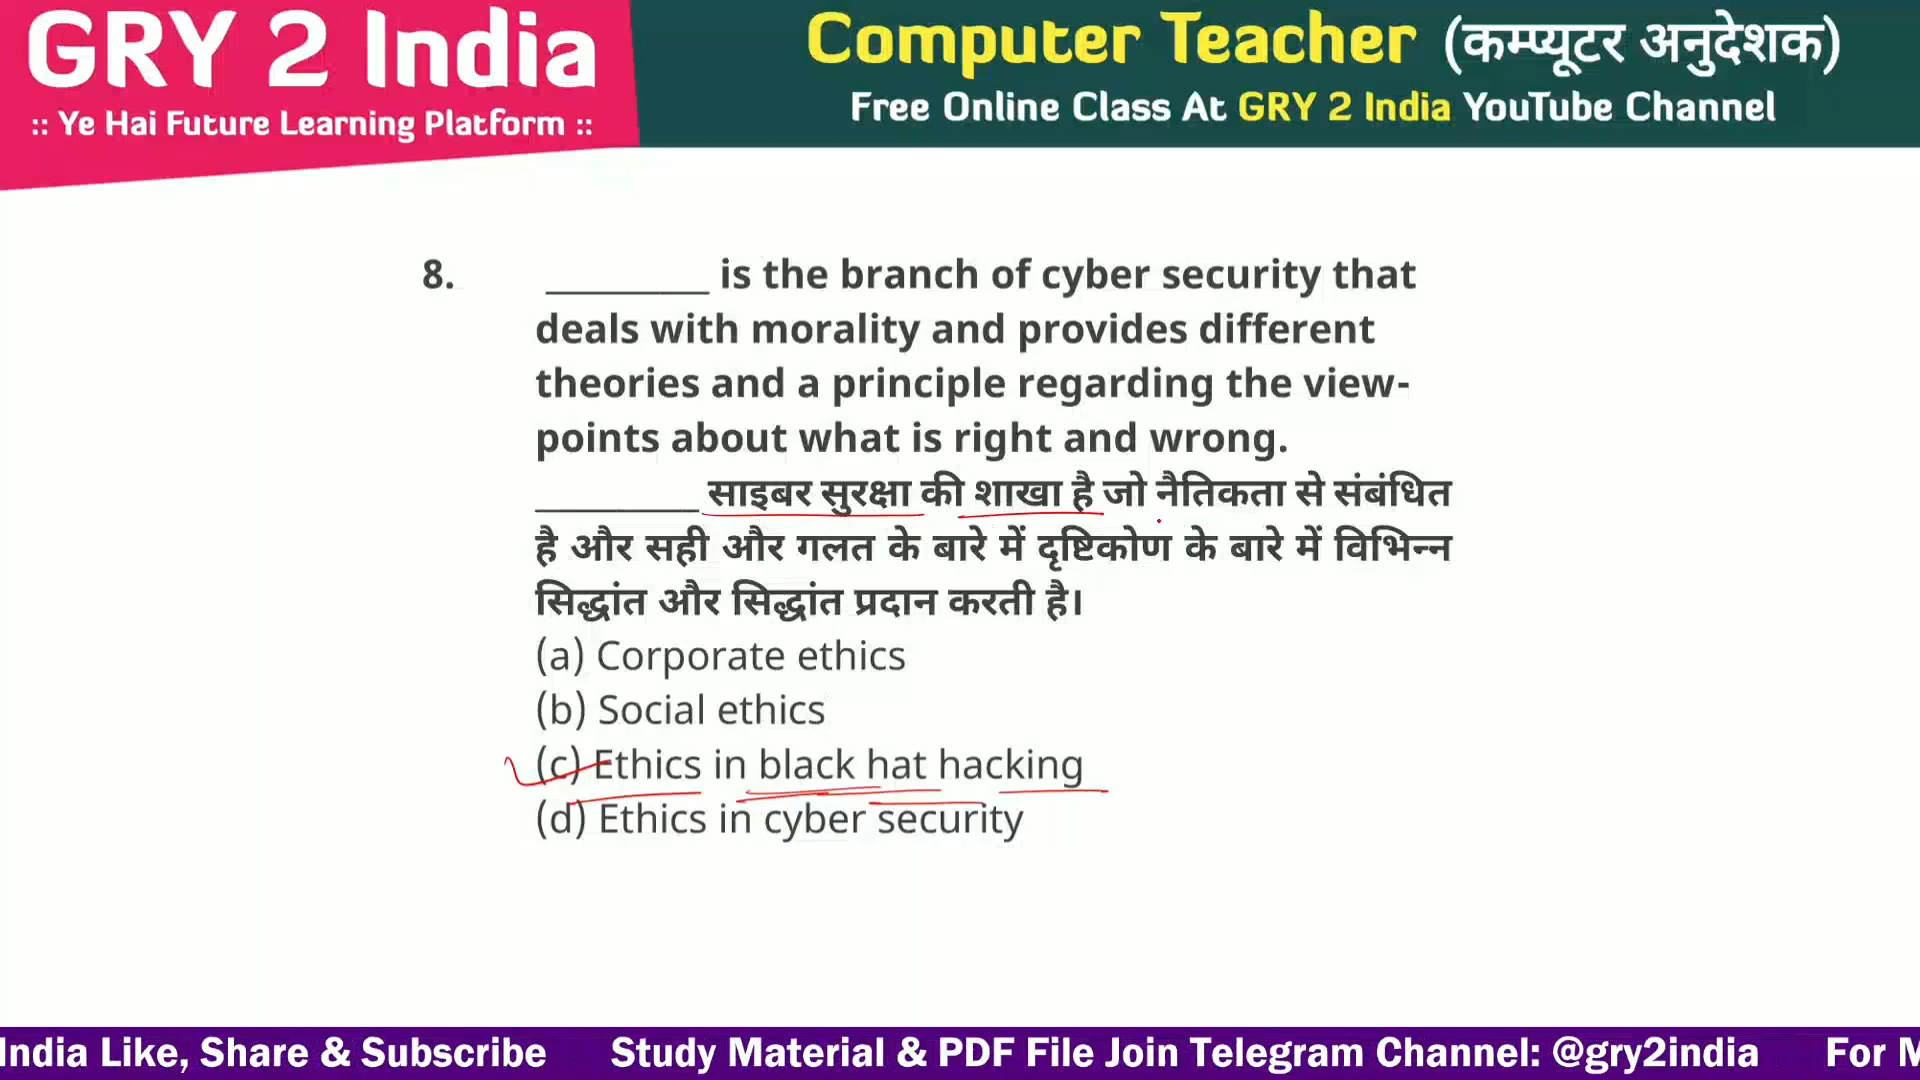 GRY 2 India
:: Ye Hai Future Learning Platform ::
Computer Teacher (कम्प्यूटर अनुदेशक)
Free Online Class At GRY 2 India YouTube Channel
8. ________ is the branch of cyber security that
deals with morality and provides different
theories and a principle regarding the view-
points about what is right and wrong.
________ साइबर सुरक्षा की शाखा है जो नैतिकता से संबंधित
है और सही और गलत के बारे में दृष्टिकोण के बारे में विभिन्न
सिद्धांत और सिद्धांत प्रदान करती है।
(a) Corporate ethics
(b) Social ethics
(c) Ethics in black hat hacking
(d) Ethics in cyber security
India Like, Share & Subscribe Study Material & PDF File Join Telegram Channel: @gry2india For M